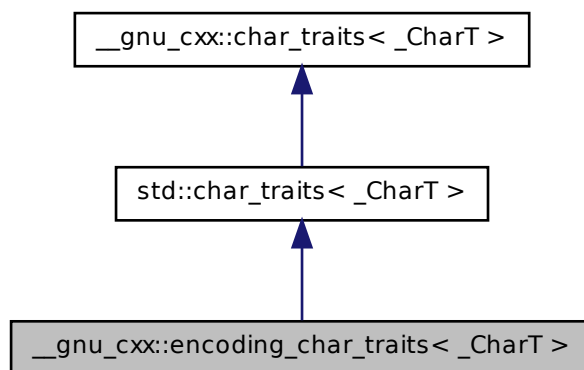 __gnu_cxx::char_traits< _CharT >
std::char_traits< _CharT >
__gnu_cxx::encoding_char_traits< _CharT >